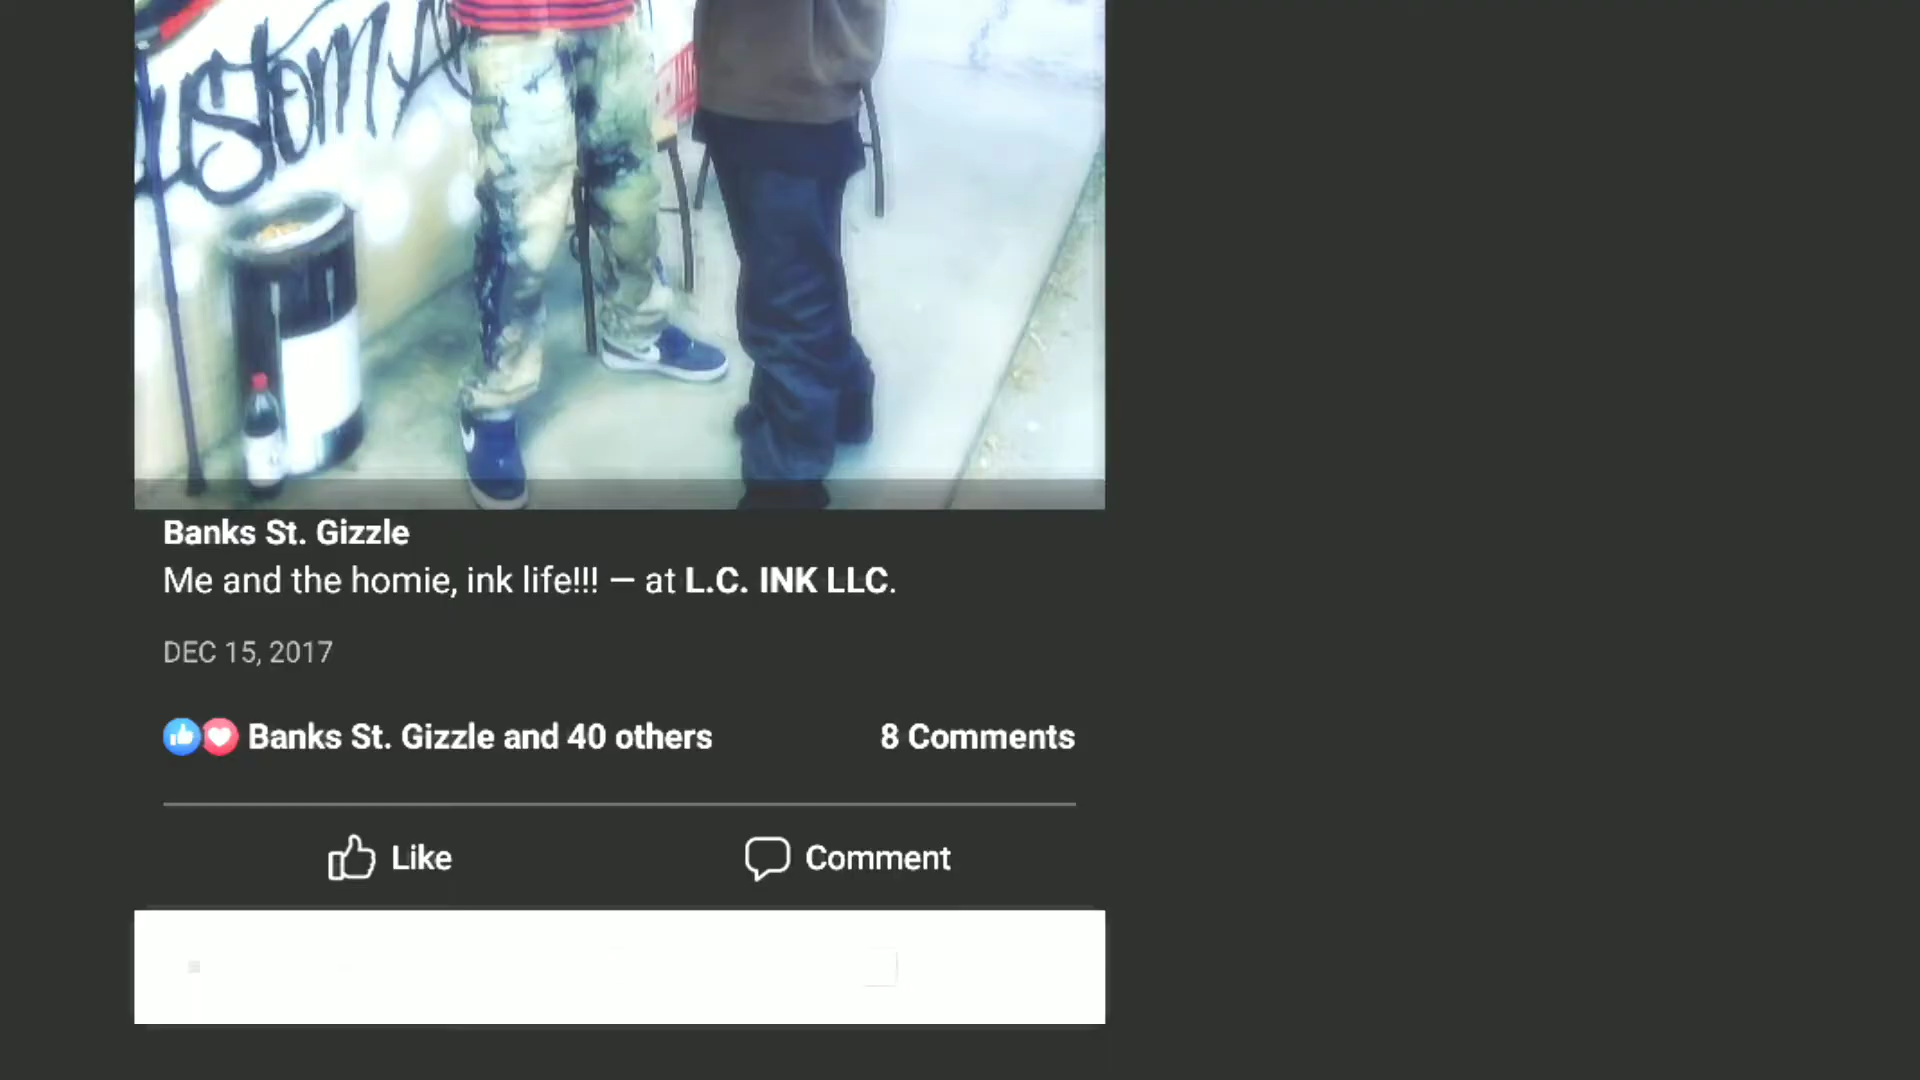 Custom A
Banks St. Gizzle
Me and the homie, ink life!!! — at L.C. INK LLC.
DEC 15, 2017
Banks St. Gizzle and 40 others
8 Comments
Like
Comment